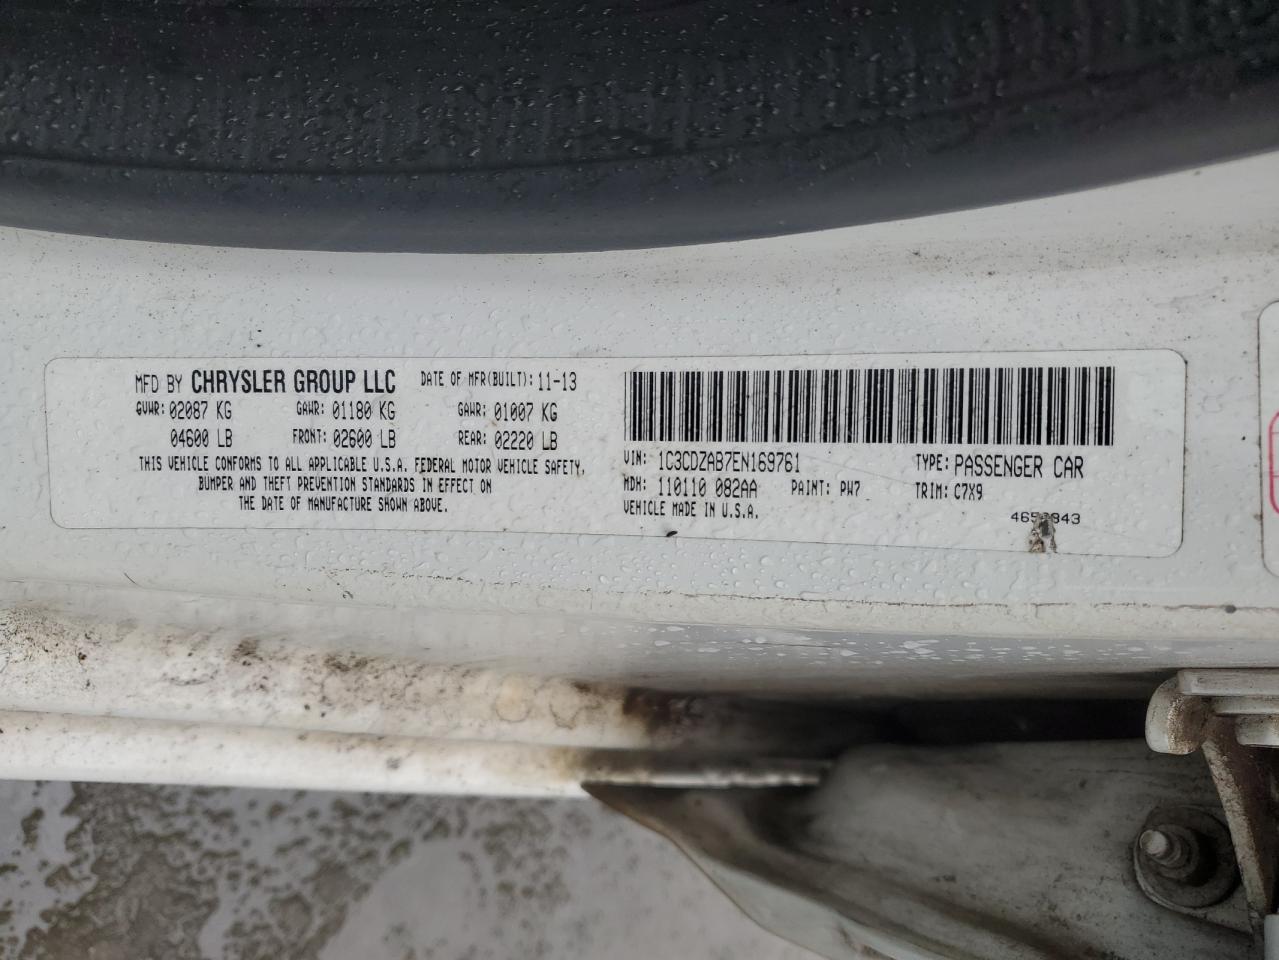 MFD BY CHRYSLER GROUP LLC DATE OF MFR(BUILT): 11-13
GVWR: 02087 KG GAWR: 01180 KG GAWR: 01007 KG
04600 LB FRONT: 02600 LB REAR: 02220 LB
THIS VEHICLE CONFORMS TO ALL APPLICABLE U.S.A. FEDERAL MOTOR VEHICLE SAFETY,
BUMPER AND THEFT PREVENTION STANDARDS IN EFFECT ON
THE DATE OF MANUFACTURE SHOWN ABOVE.
VIN: 1C3CDZAB7EN169761 TYPE: PASSENGER CAR
MDH: 110110 082AA PAINT: PW7 TRIM: C7X9
VEHICLE MADE IN U.S.A.